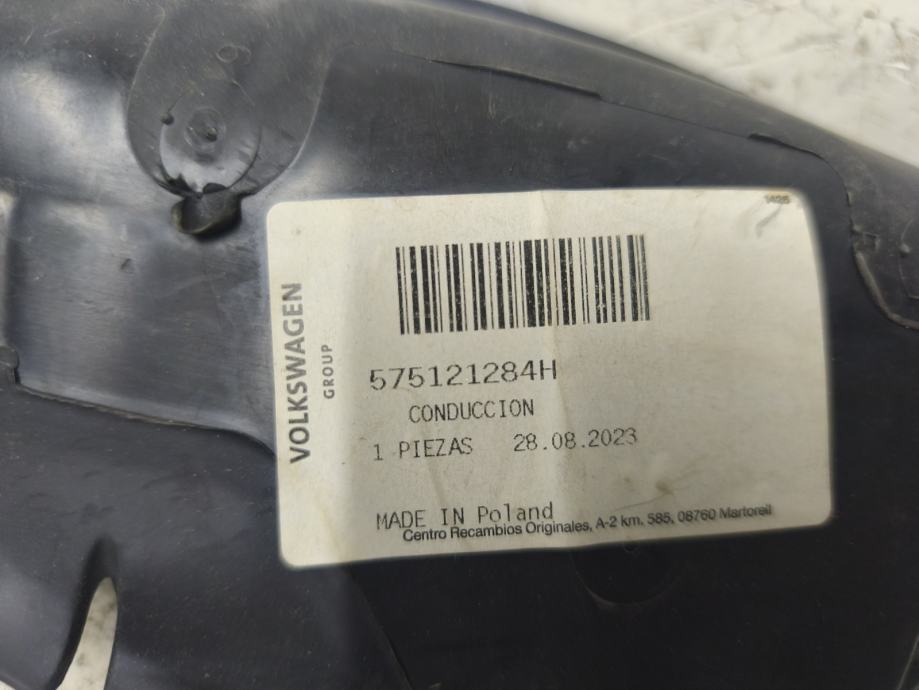 1425
VOLKSWAGEN
GROUP
575121284H
CONDUCCION
1 PIEZAS 28.08.2023
MADE IN Poland
Centro Recambios Originales, A-2 km. 585, 08760 Martorell